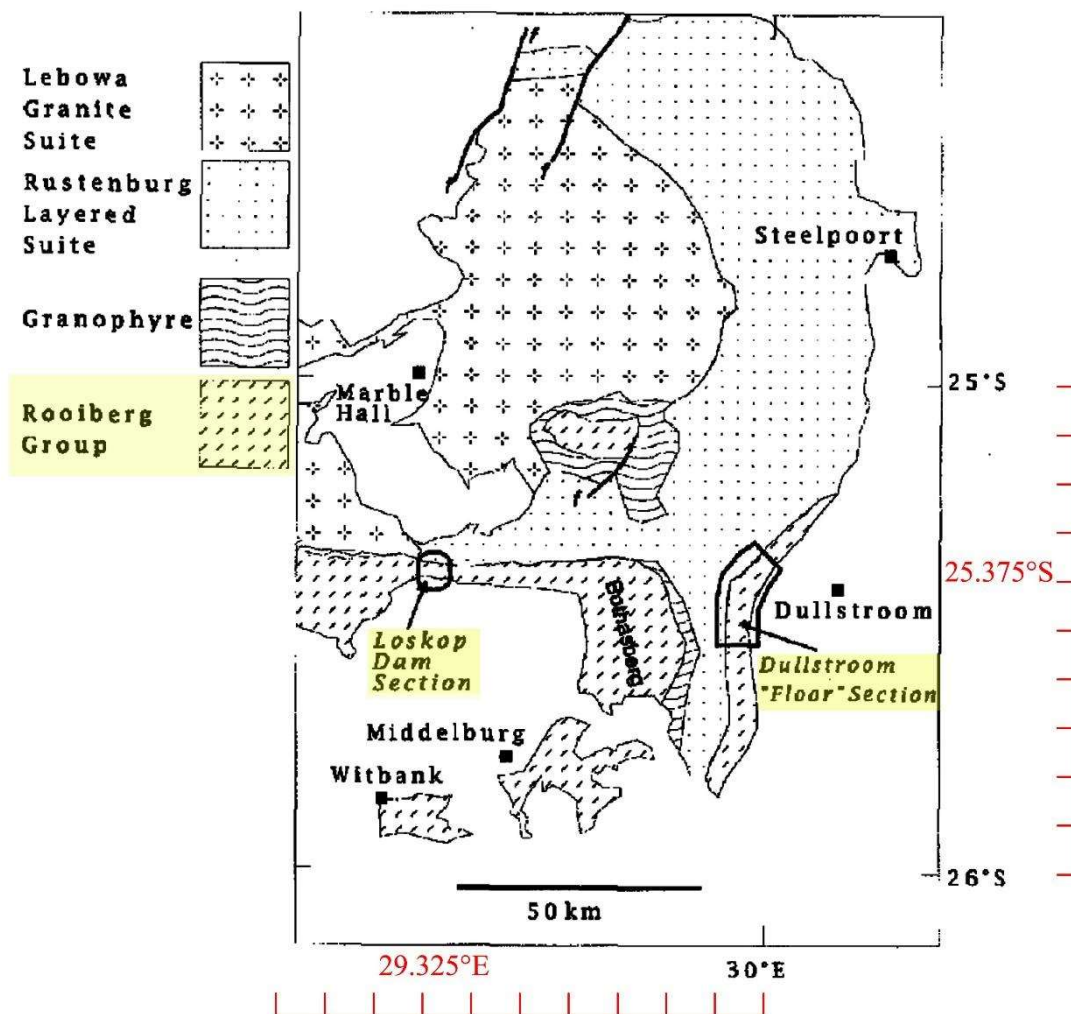 Lebowa
Granite
Suite
Rustenburg
Layered
Suite
Granophyre
Rooiberg
Group
f
f
f
f
f
Steelpoort
Marble
Hall
25°S
25.375°S
Dullstroom
Bothasberg
Loskop
Dam
Section
Dullstroom
"Floor" Section
Middelburg
Witbank
26°S
50 km
29.325°E
30°E